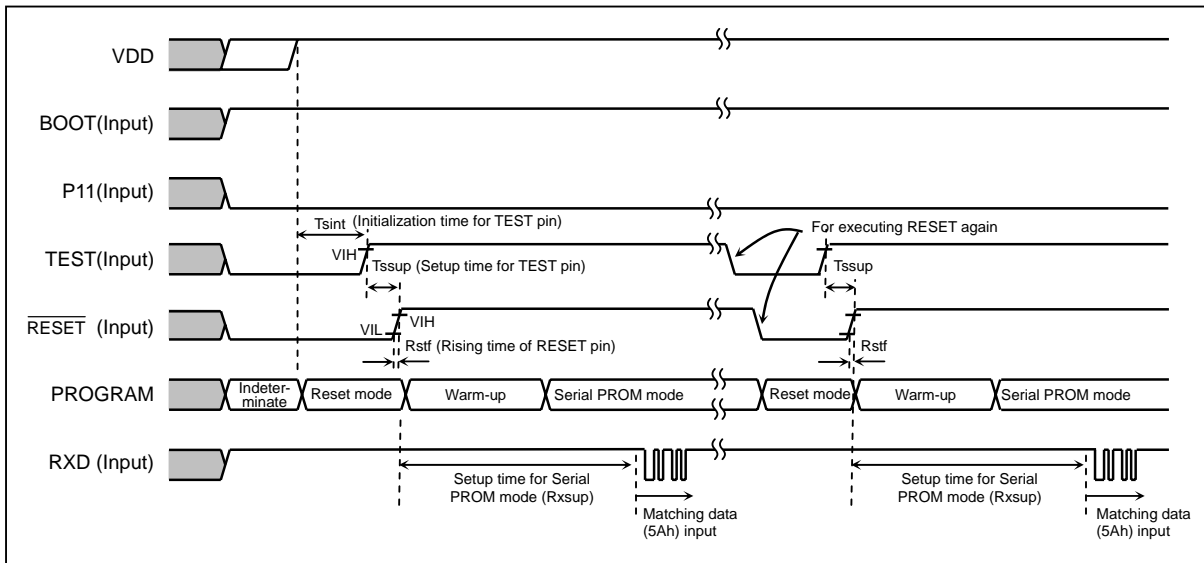 VDD
BOOT(Input)
P11(Input)
Tsint (Initialization time for TEST pin)
For executing RESET again
TEST(Input)
VIH
Tssup (Setup time for TEST pin)
Tssup
RESET (Input)
VIH
VIL
Rstf (Rising time of RESET pin)
Rstf
PROGRAM
Indeter-
minate
Reset mode
Warm-up
Serial PROM mode
Reset mode
Warm-up
Serial PROM mode
RXD (Input)
Setup time for Serial
PROM mode (Rxsup)
Matching data
(5Ah) input
Setup time for Serial
PROM mode (Rxsup)
Matching data
(5Ah) input